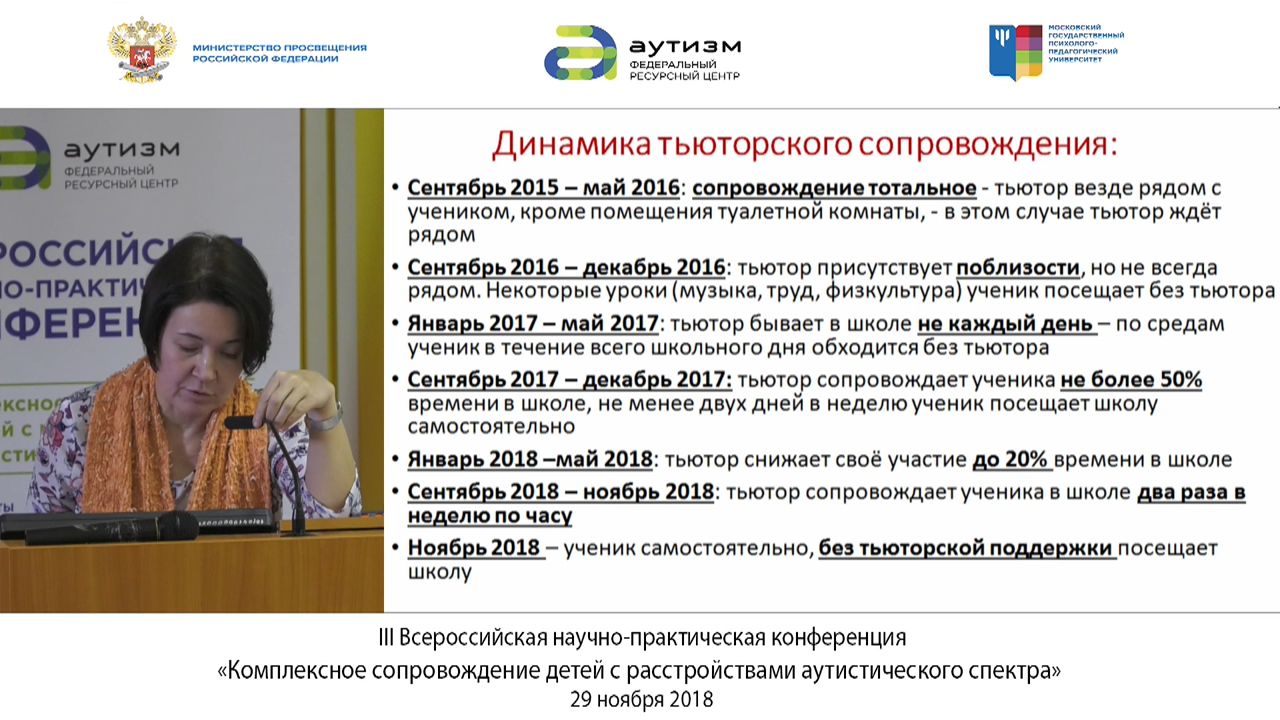 МИНИСТЕРСТВО ПРОСВЕЩЕНИЯ
РОССИЙСКОЙ ФЕДЕРАЦИИ
аутизм
ФЕДЕРАЛЬНЫЙ
РЕСУРСНЫЙ ЦЕНТР
МОСКОВСКИЙ
ГОСУДАРСТВЕННЫЙ
ПСИХОЛОГО-
ПЕДАГОГИЧЕСКИЙ
УНИВЕРСИТЕТ
аутизм
ФЕДЕРАЛЬНЫЙ
РЕСУРСНЫЙ ЦЕНТР
Динамика тьюторского сопровождения:
• Сентябрь 2015 – май 2016: сопровождение тотальное - тьютор везде рядом с
учеником, кроме помещения туалетной комнаты, - в этом случае тьютор ждёт
рядом
• Сентябрь 2016 – декабрь 2016: тьютор присутствует поблизости, но не всегда
рядом. Некоторые уроки (музыка, труд, физкультура) ученик посещает без тьютора
• Январь 2017 – май 2017: тьютор бывает в школе не каждый день – по средам
ученик в течение всего школьного дня обходится без тьютора
• Сентябрь 2017 – декабрь 2017: тьютор сопровождает ученика не более 50%
времени в школе, не менее двух дней в неделю ученик посещает школу
самостоятельно
• Январь 2018 –май 2018: тьютор снижает своё участие до 20% времени в школе
• Сентябрь 2018 – ноябрь 2018: тьютор сопровождает ученика в школе два раза в
неделю по часу
• Ноябрь 2018 – ученик самостоятельно, без тьюторской поддержки посещает
школу
III Всероссийская научно-практическая конференция
«Комплексное сопровождение детей с расстройствами аутистического спектра»
29 ноября 2018